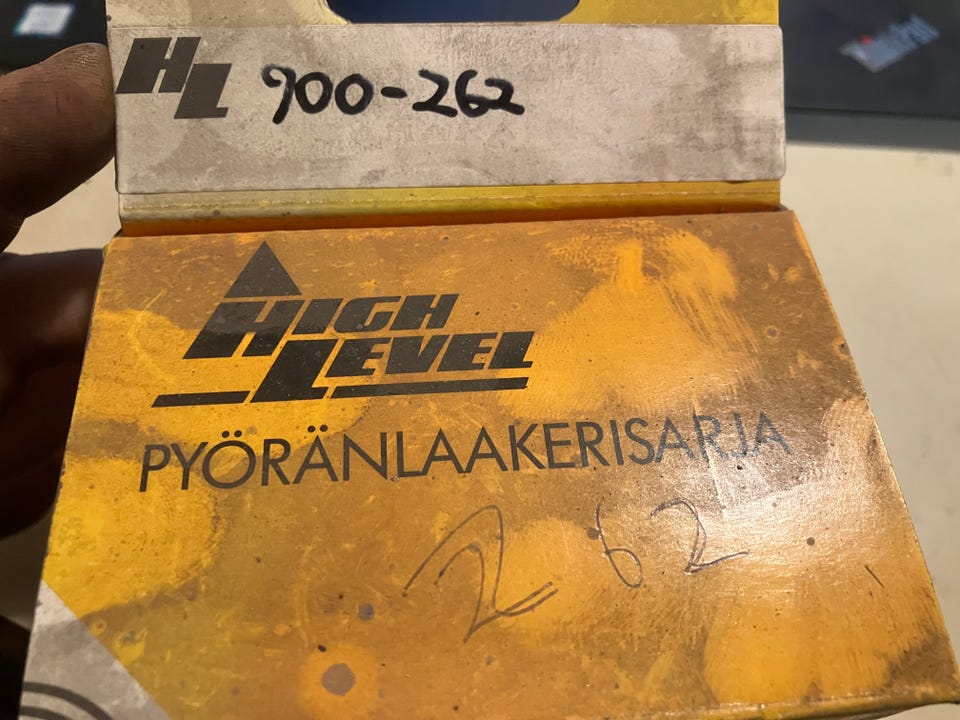 HL 900-262
HIGH
LEVEL
PYÖRÄNLAAKERISARJA
262